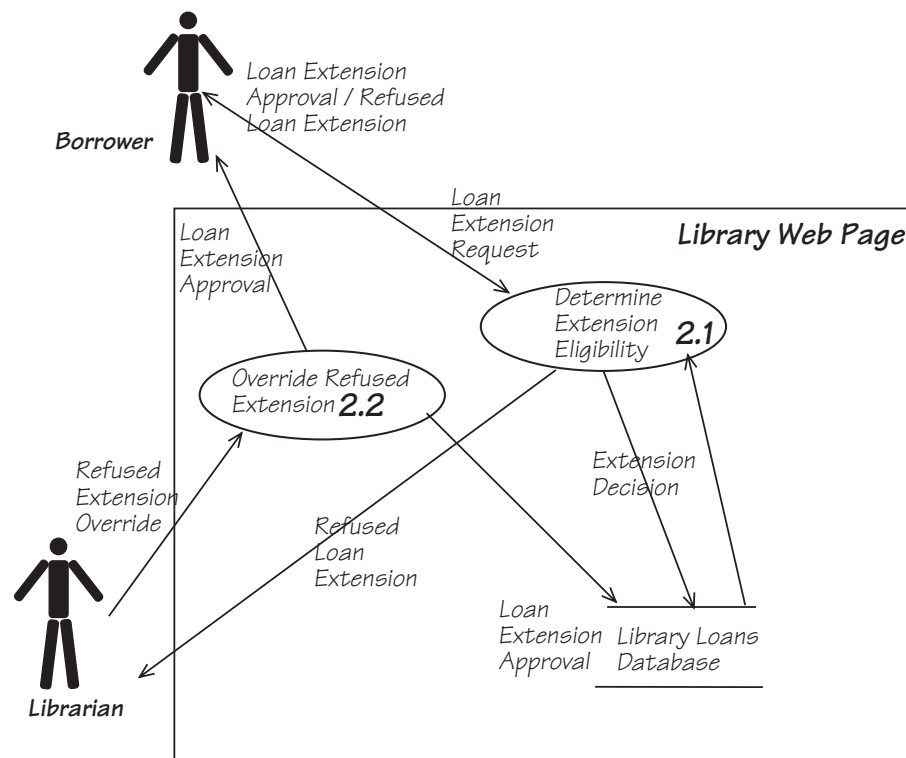 Loan Extension
Approval / Refused
Loan Extension
Borrower
Loan
Extension
Request
Library Web Page
Loan
Extension
Approval
Determine
Extension
Eligibility 2.1
Override Refused
Extension 2.2
Refused
Extension
Override
Extension
Decision
Refused
Loan
Extension
Loan
Extension
Approval
Library Loans
Database
Librarian